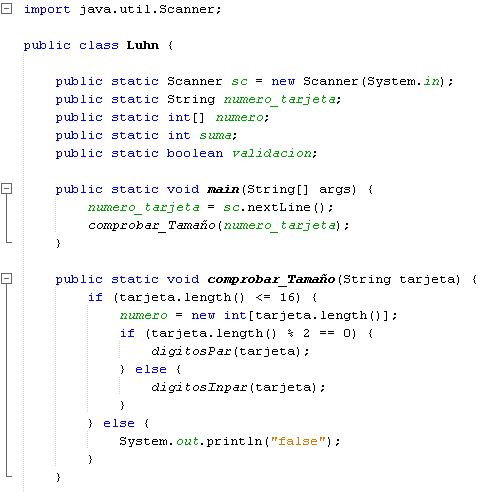 import java.util.Scanner;
public class Luhn {
public static Scanner sc = new Scanner(System.in);
public static String numero_tarjeta;
public static int[] numero;
public static int suma;
public static boolean validacion;
public static void main(String[] args) {
numero_tarjeta = sc.nextLine();
comprobar_Tamaño(numero_tarjeta);
}
public static void comprobar_Tamaño(String tarjeta) {
if (tarjeta.length() <= 16) {
numero = new int[tarjeta.length()];
if (tarjeta.length() % 2 == 0) {
digitosPar(tarjeta);
} else {
digitosInpar(tarjeta);
}
} else {
System.out.println("false");
}
}